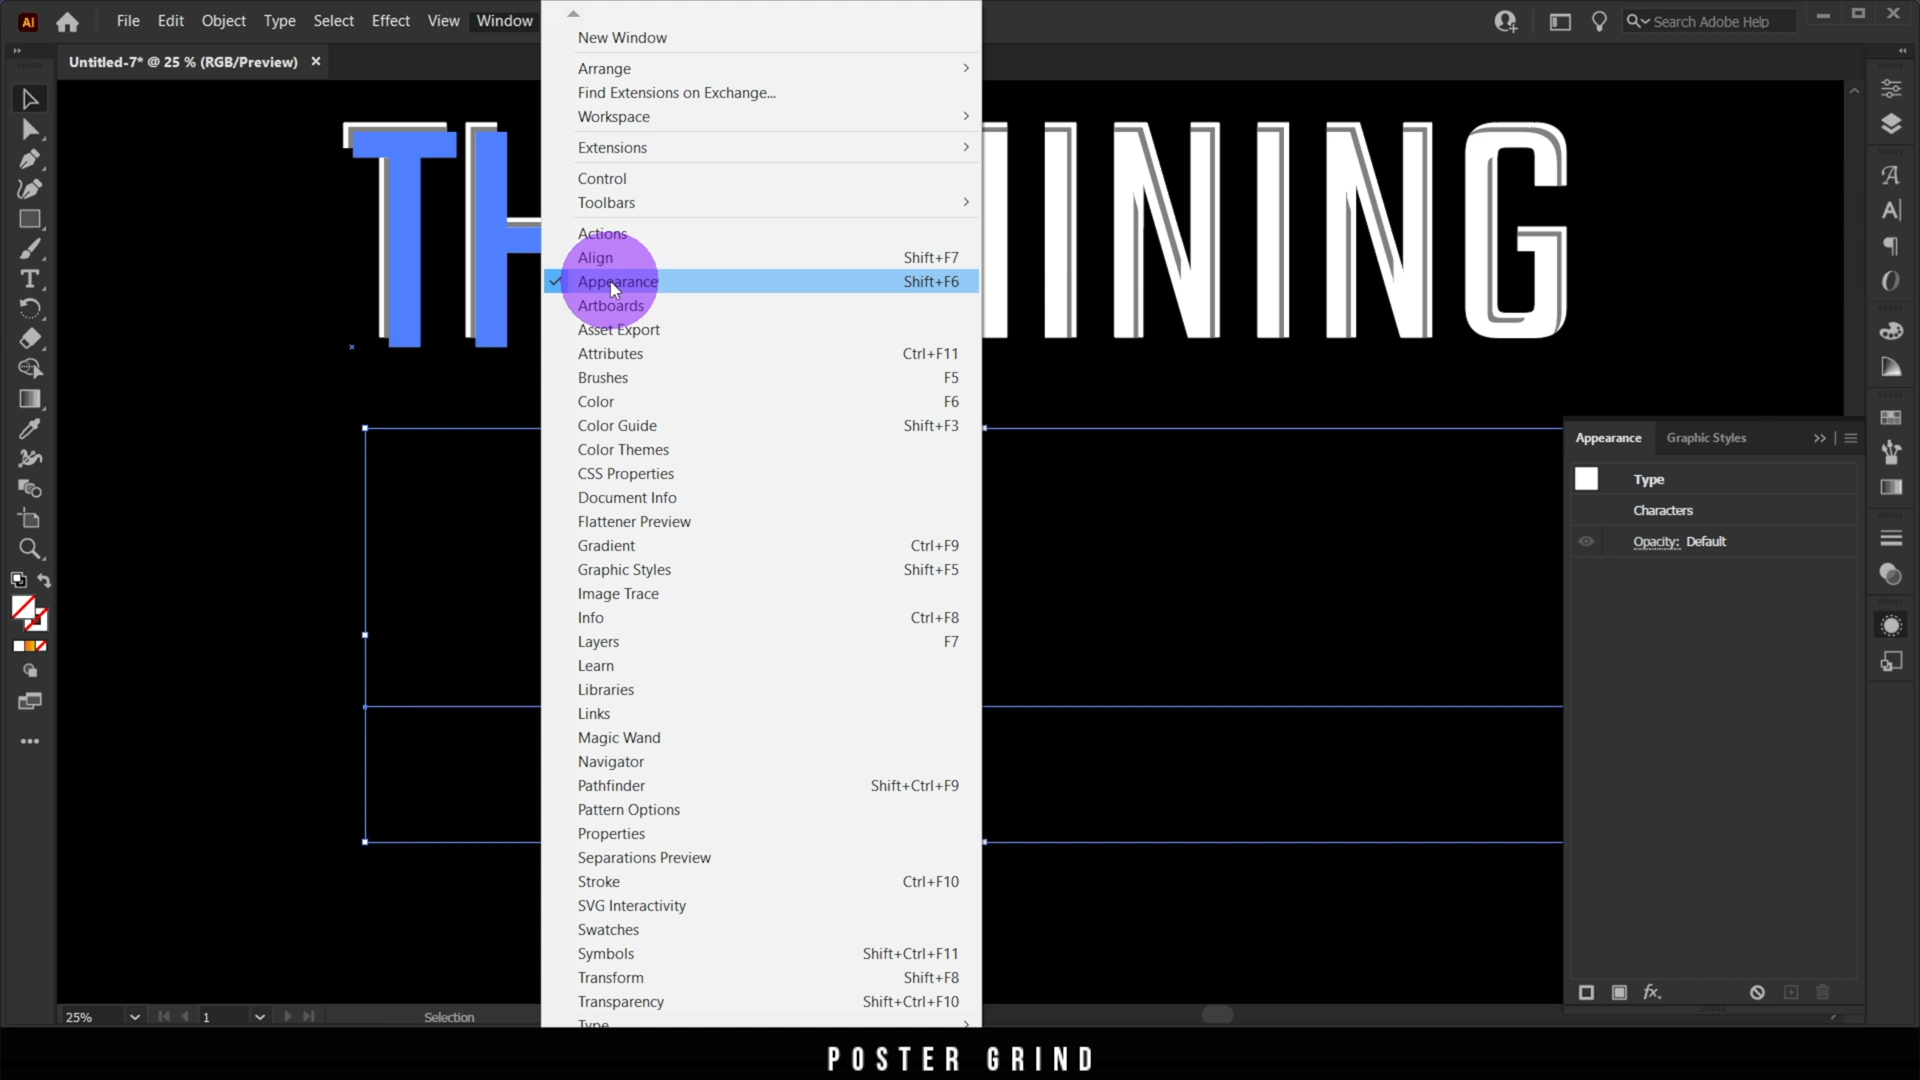 Ai File Edit Object Type Select Effect View Window Search Adobe Help
Untitled-7* @ 25 % (RGB/Preview) ×
New Window
Arrange
Find Extensions on Exchange...
Workspace
Extensions
Control
Toolbars
Actions
Align Shift+F7
Appearance Shift+F6
Artboards
Asset Export
Attributes Ctrl+F11
Brushes F5
Color F6
Color Guide Shift+F3
Color Themes
CSS Properties
Document Info
Flattener Preview
Gradient Ctrl+F9
Graphic Styles Shift+F5
Image Trace
Info Ctrl+F8
Layers F7
Learn
Libraries
Links
Magic Wand
Navigator
Pathfinder Shift+Ctrl+F9
Pattern Options
Properties
Separations Preview
Stroke Ctrl+F10
SVG Interactivity
Swatches
Symbols Shift+Ctrl+F11
Transform Shift+F8
Transparency Shift+Ctrl+F10
Type
TH
INING
Appearance Graphic Styles
Type
Characters
Opacity: Default
fx.
25% 1 Selection
POSTER GRIND